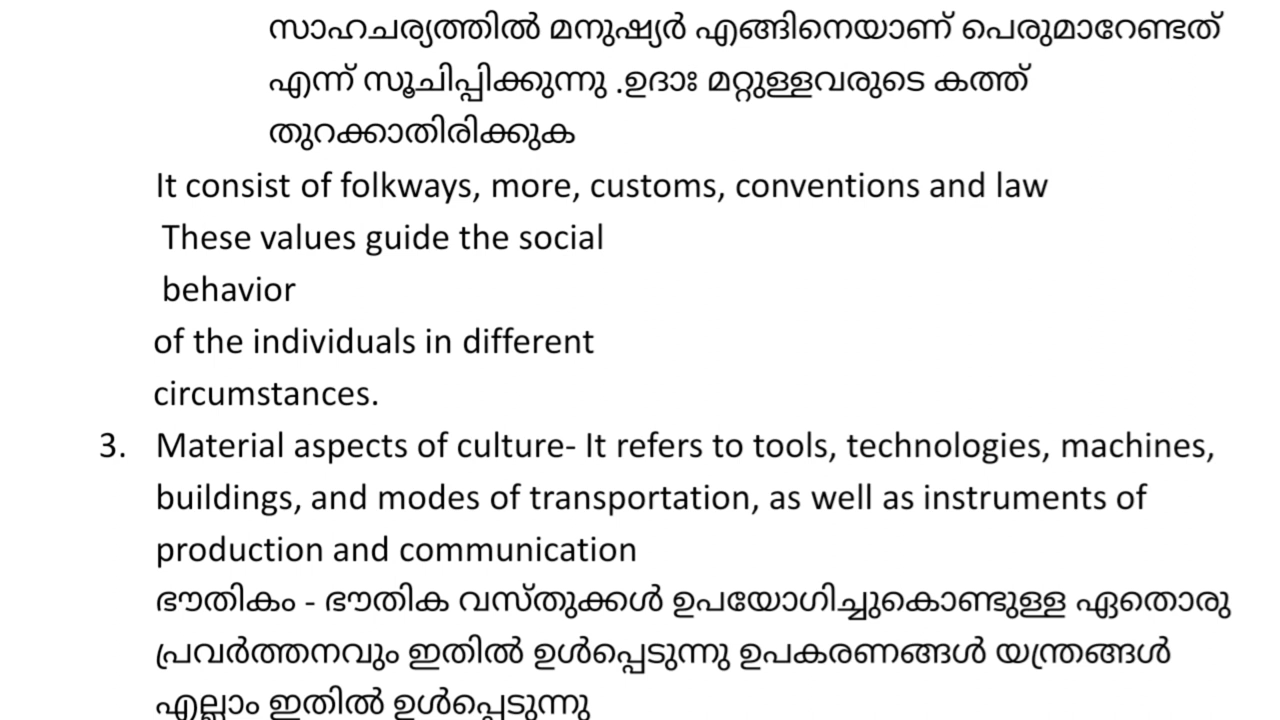 സാഹചര്യത്തിൽ മനുഷ്യർ എങ്ങിനെയാണ് പെരുമാറേണ്ടത്
എന്ന് സൂചിപ്പിക്കുന്നു .ഉദാഃ മറ്റുള്ളവരുടെ കത്ത്
തുറക്കാതിരിക്കുക
It consist of folkways, more, customs, conventions and law
These values guide the social
behavior
of the individuals in different
circumstances.
3. Material aspects of culture- It refers to tools, technologies, machines,
buildings, and modes of transportation, as well as instruments of
production and communication
ഭൗതികം - ഭൗതിക വസ്തുക്കൾ ഉപയോഗിച്ചുകൊണ്ടുള്ള ഏതൊരു
പ്രവർത്തനവും ഇതിൽ ഉൾപ്പെടുന്നു ഉപകരണങ്ങൾ യന്ത്രങ്ങൾ
എല്ലാം ഇതിൽ ഉൾപ്പെടുന്നു